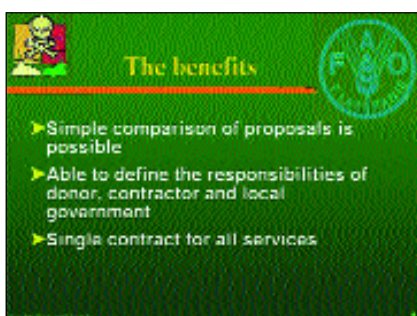 The benefits
F A O
➤Simple comparison of proposals is
possible
➤Able to define the responsibilities of
donor, contractor and local
government
➤Single contract for all services